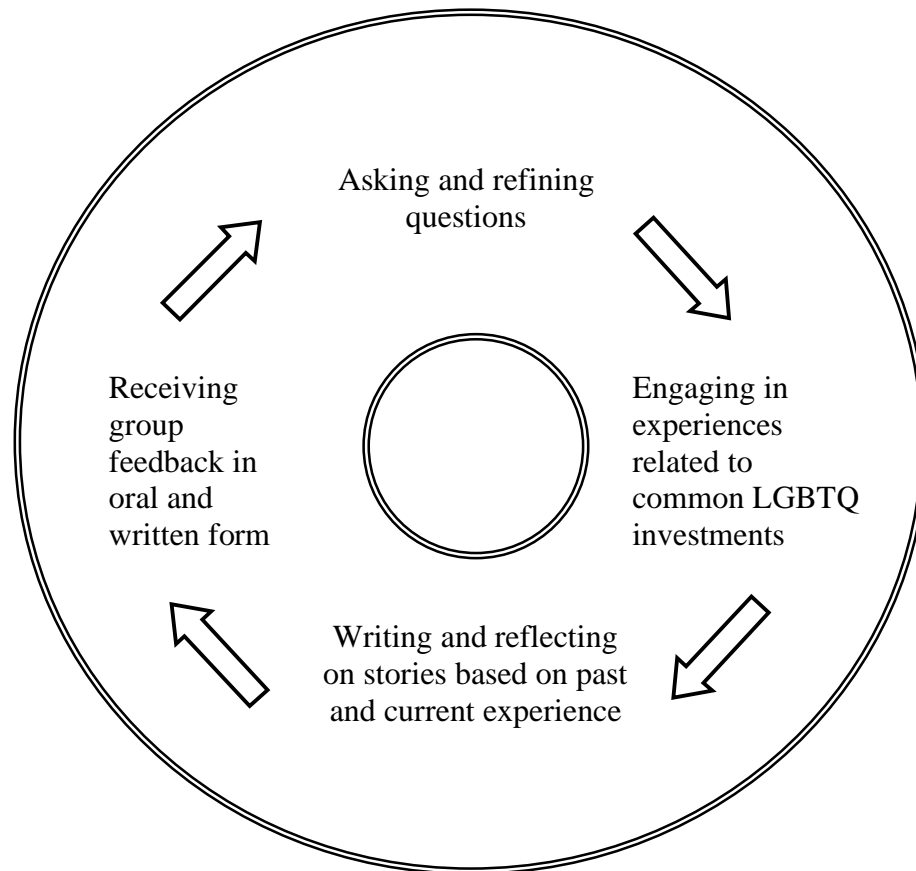 Asking and refining
questions
Engaging in
experiences
related to
common LGBTQ
investments
Writing and reflecting
on stories based on past
and current experience
Receiving
group
feedback in
oral and
written form